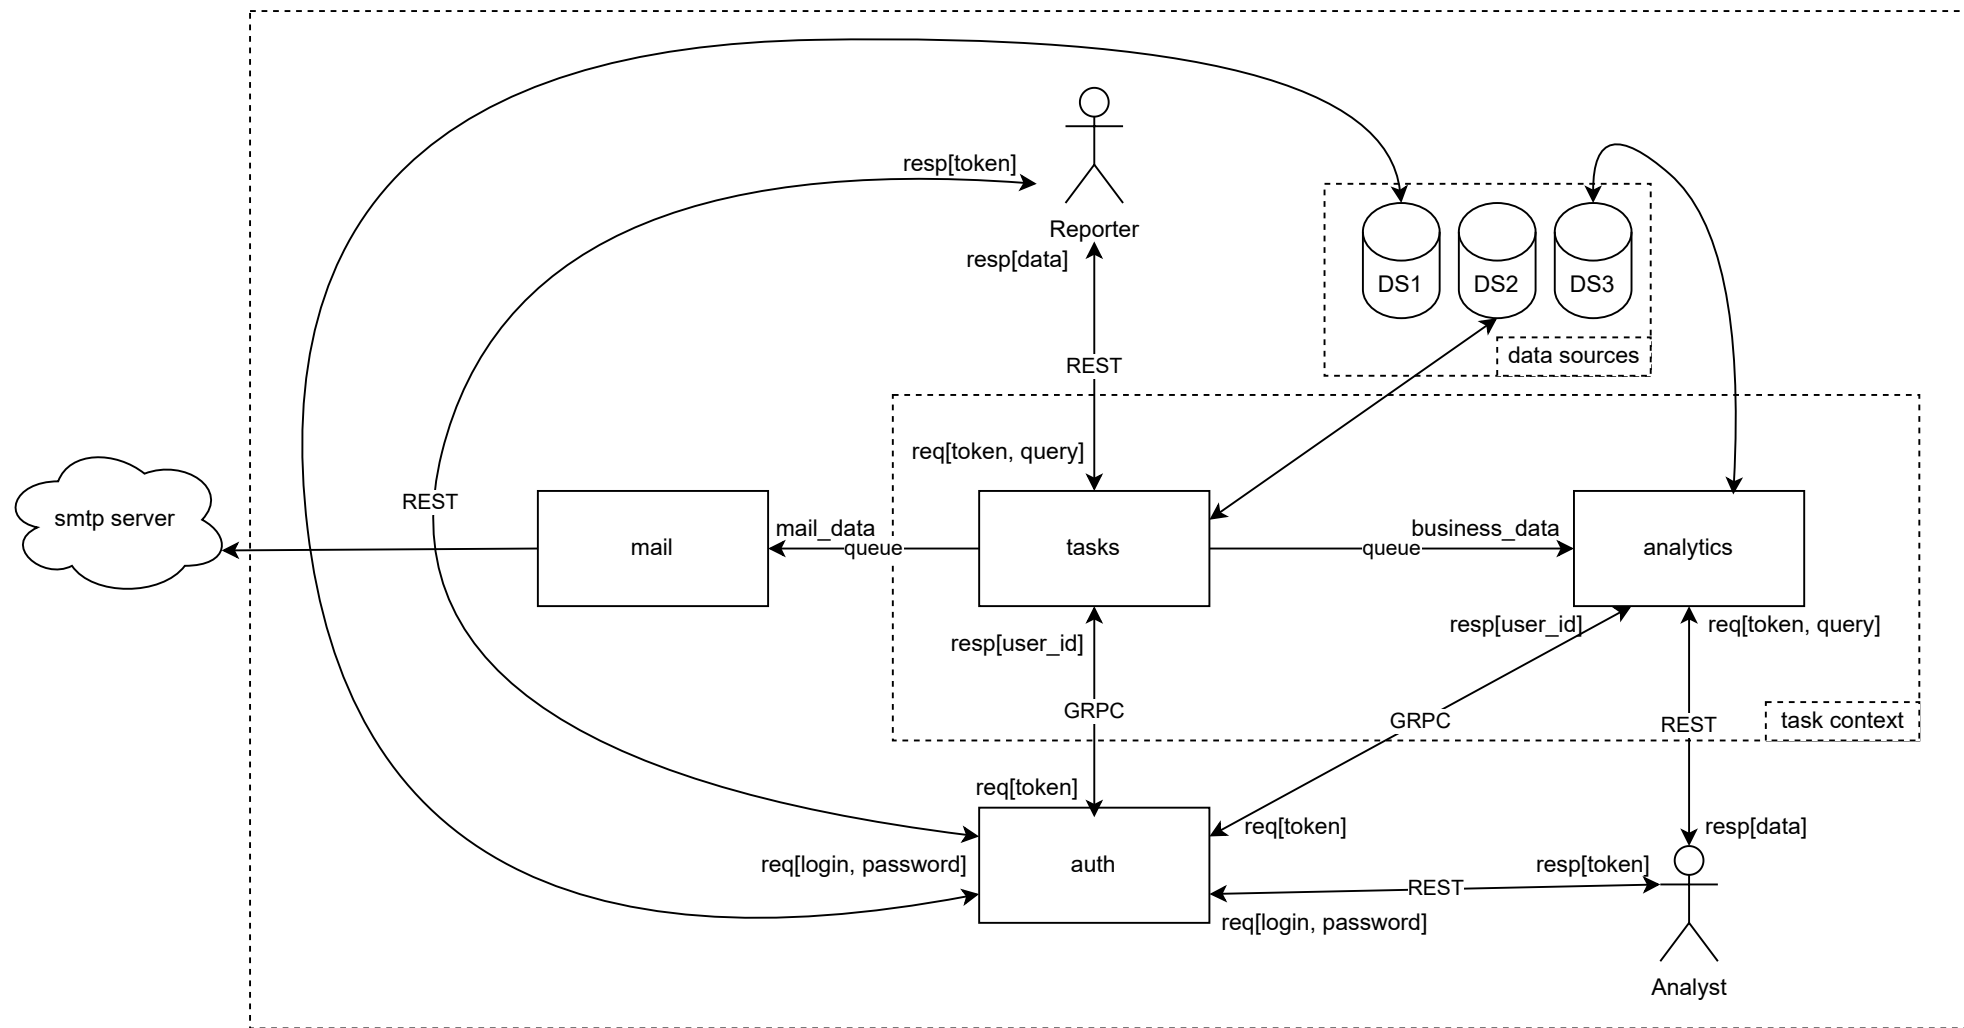 resp[token]
Reporter
resp[data]
DS1
DS2
DS3
REST
data sources
req[token, query]
REST
smtp server
mail
mail_data
queue
tasks
business_data
queue
analytics
resp[user_id]
resp[user_id]
req[token, query]
GRPC
GRPC
REST
task context
req[token]
req[token]
resp[data]
req[login, password]
auth
resp[token]
REST
req[login, password]
Analyst